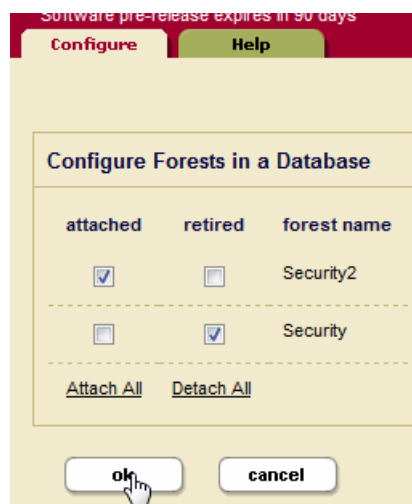 Software pre-release expires in 90 days
Configure Help
Configure Forests in a Database
attached retired forest name
Security2
Security
Attach All Detach All
ok cancel